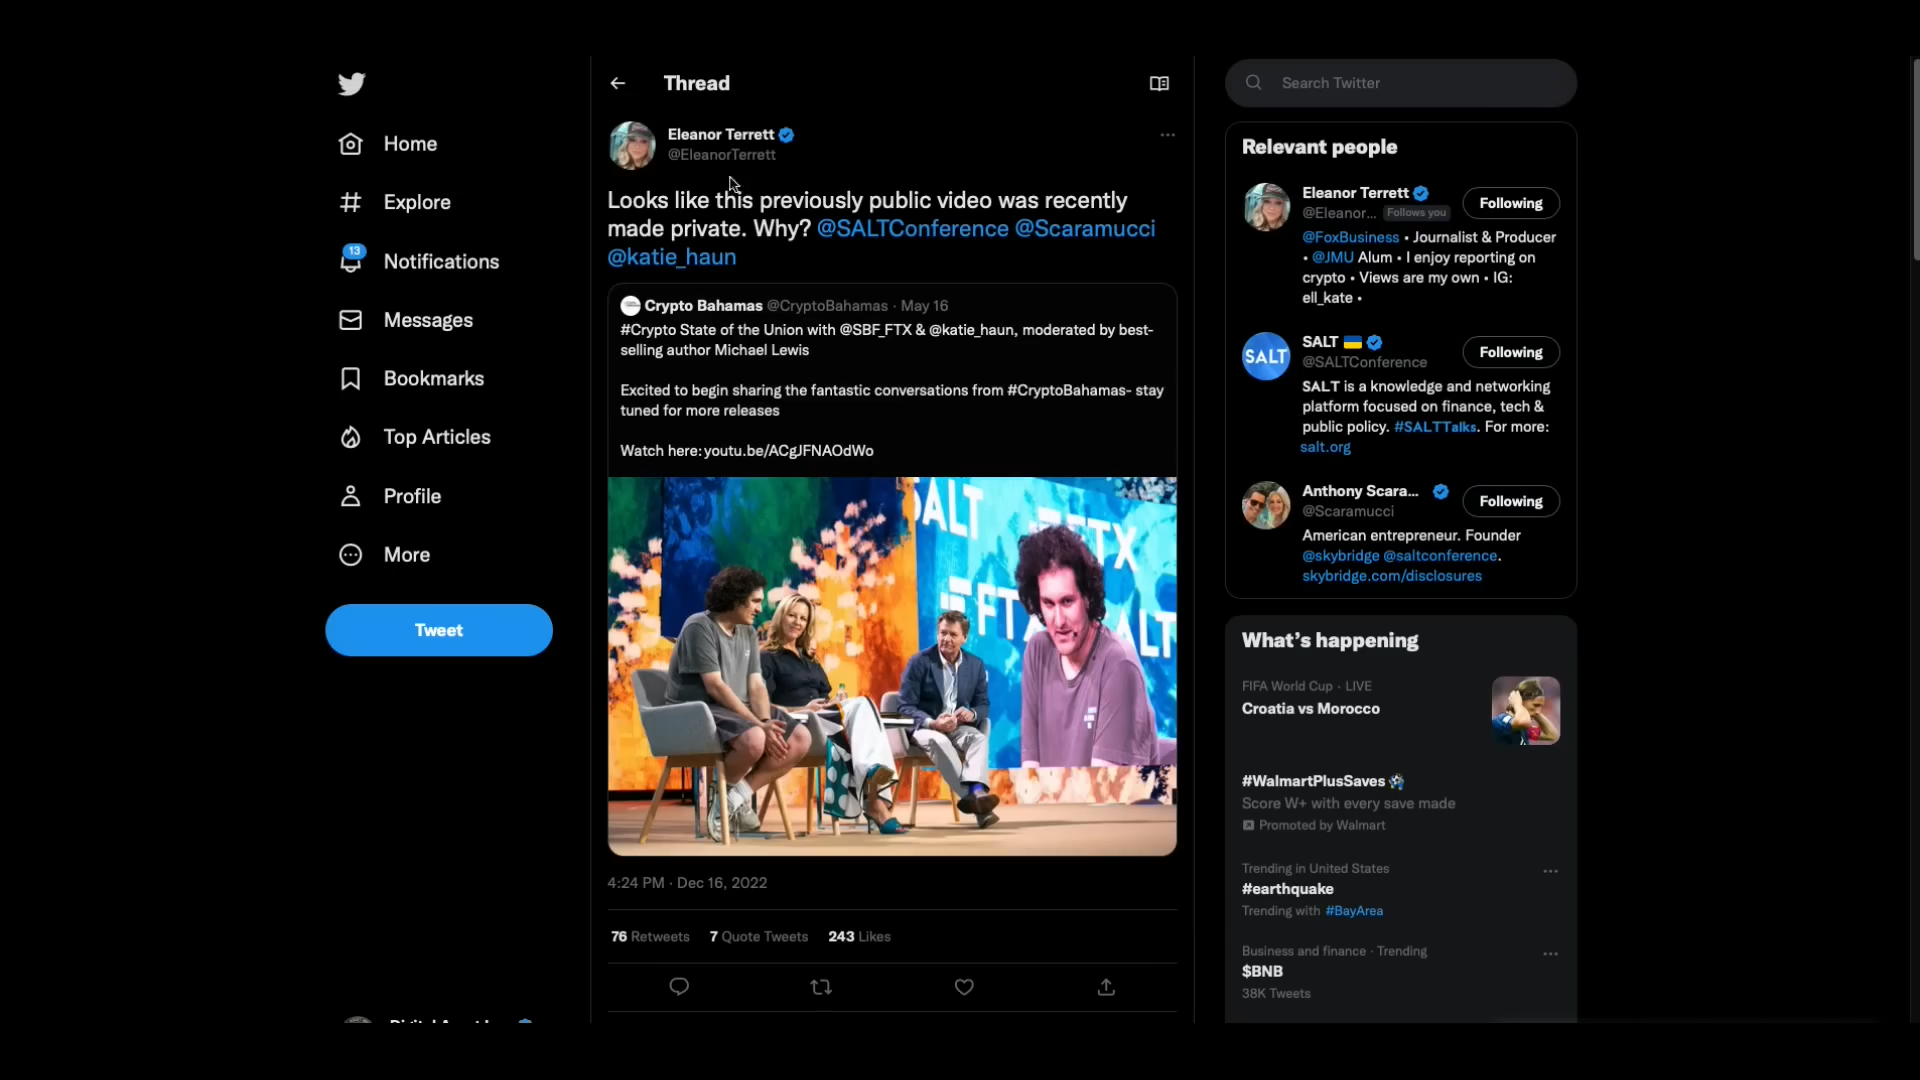 Home
Explore
13
Notifications
Messages
Bookmarks
Top Articles
Profile
More
Tweet
Thread
Eleanor Terrett
@EleanorTerrett
Looks like this previously public video was recently
made private. Why? @SALTConference @Scaramucci
@katie_haun
Crypto Bahamas @CryptoBahamas · May 16
#Crypto State of the Union with @SBF_FTX & @katie_haun, moderated by best-
selling author Michael Lewis
Excited to begin sharing the fantastic conversations from #CryptoBahamas- stay
tuned for more releases
Watch here: youtu.be/ACgJFNAOdWo
SALT
FTX
FTX
ALT
4:24 PM · Dec 16, 2022
76 Retweets 7 Quote Tweets 243 Likes
Search Twitter
Relevant people
Eleanor Terrett
@Eleanor... Follows you
Following
@FoxBusiness • Journalist & Producer
• @JMU Alum • I enjoy reporting on
crypto • Views are my own • IG:
ell_kate •
SALT
SALT
@SALTConference
Following
SALT is a knowledge and networking
platform focused on finance, tech &
public policy. #SALTTalks. For more:
salt.org
Anthony Scara...
@Scaramucci
Following
American entrepreneur. Founder
@skybridge @saltconference.
skybridge.com/disclosures
What's happening
FIFA World Cup · LIVE
Croatia vs Morocco
#WalmartPlusSaves
Score W+ with every save made
Promoted by Walmart
Trending in United States
#earthquake
Trending with #BayArea
Business and finance · Trending
$BNB
38K Tweets